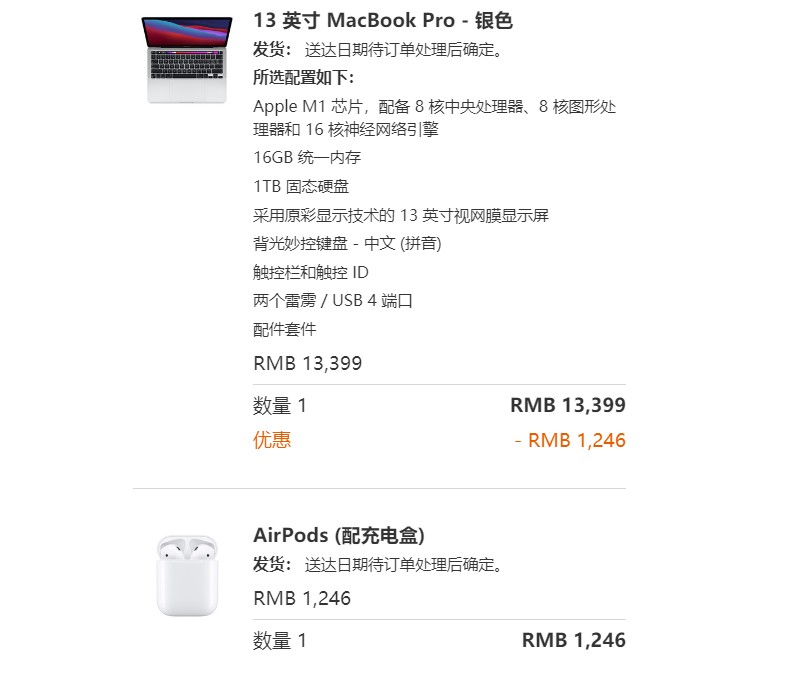 13 英寸 MacBook Pro - 银色
发货： 送达日期待订单处理后确定。
所选配置如下：
Apple M1 芯片，配备 8 核中央处理器、8 核图形处
理器和 16 核神经网络引擎
16GB 统一内存
1TB 固态硬盘
采用原彩显示技术的 13 英寸视网膜显示屏
背光妙控键盘 - 中文 (拼音)
触控栏和触控 ID
两个雷雳 / USB 4 端口
配件套件
RMB 13,399
数量 1 RMB 13,399
优惠 - RMB 1,246
AirPods (配充电盒)
发货： 送达日期待订单处理后确定。
RMB 1,246
数量 1 RMB 1,246